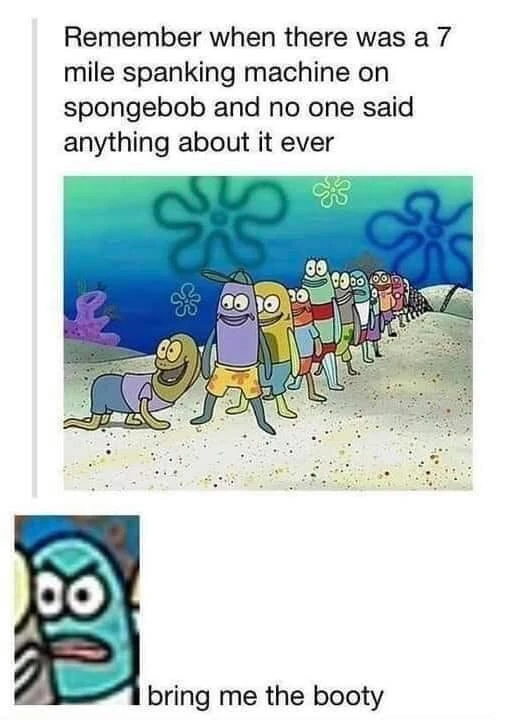 Remember when there was a 7
mile spanking machine on
spongebob and no one said
anything about it ever
bring me the booty